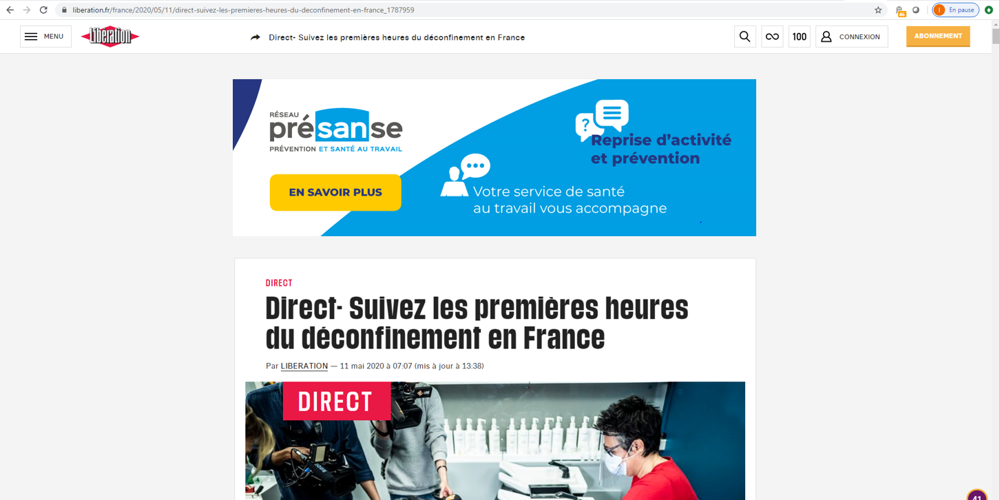 liberation.fr/france/2020/05/11/direct-suivez-les-premieres-heures-du-deconfinement-en-france_1787959
46
I
En pause
MENU
Libération
Direct- Suivez les premières heures du déconfinement en France
100
CONNEXION
ABONNEMENT
RÉSEAU
présanse
PRÉVENTION ET SANTÉ AU TRAVAIL
EN SAVOIR PLUS
?
Reprise d’activité
et prévention
Votre service de santé
au travail vous accompagne
DIRECT
Direct- Suivez les premières heures
du déconfinement en France
Par LIBERATION — 11 mai 2020 à 07:07 (mis à jour à 13:38)
DIRECT
41